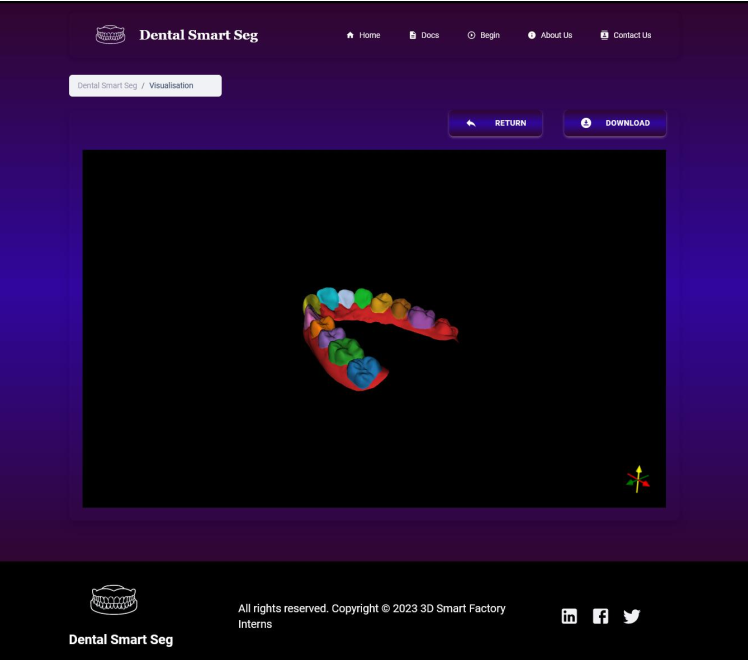 Dental Smart Seg
Home
Docs
Begin
About Us
Contact Us
Dental Smart Seg / Visualisation
RETURN
DOWNLOAD
All rights reserved. Copyright © 2023 3D Smart Factory
Interns
Dental Smart Seg